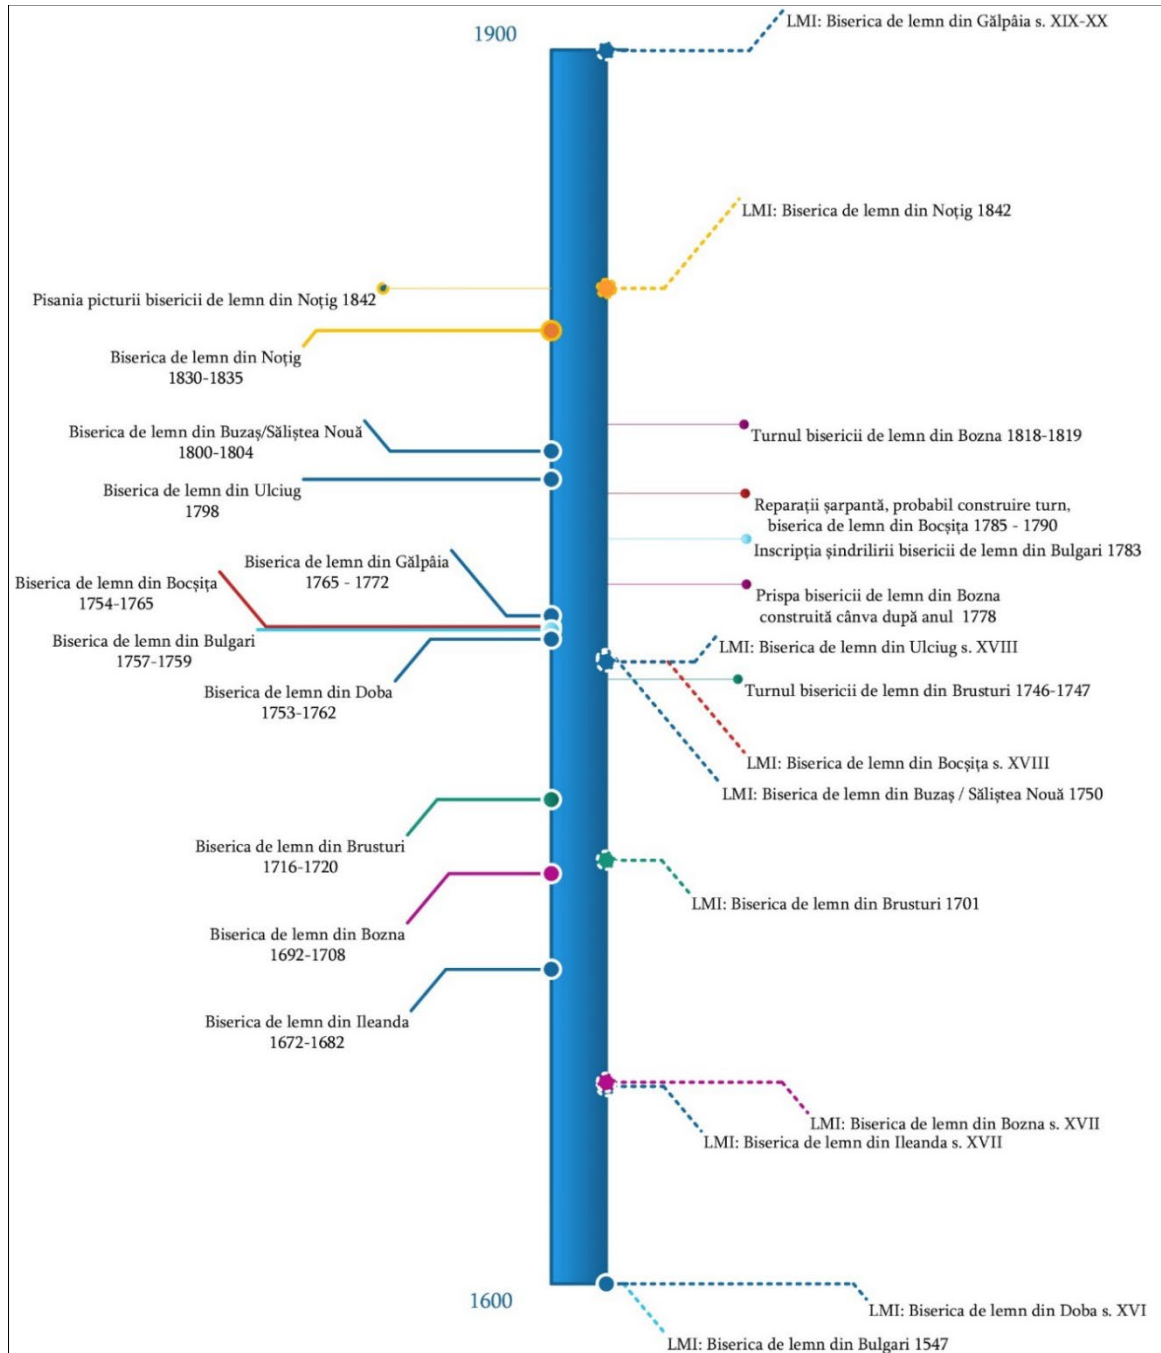 LMI: Biserica de lemn din Gălpâia s. XIX-XX
1900
LMI: Biserica de lemn din Noțig 1842
Pisania picturii bisericii de lemn din Noțig 1842
Biserica de lemn din Noțig
1830-1835
Biserica de lemn din Buzaș/Săliștea Nouă
1800-1804
Turnul bisericii de lemn din Bozna 1818-1819
Biserica de lemn din Ulciug
1798
Reparații șarpantă, probabil construire turn,
biserica de lemn din Bocșița 1785 - 1790
Inscripția șindrilirii bisericii de lemn din Bulgari 1783
Biserica de lemn din Gălpâia
1765 - 1772
Biserica de lemn din Bocșița
1754-1765
Prispa bisericii de lemn din Bozna
construită cânva după anul 1778
Biserica de lemn din Bulgari
1757-1759
LMI: Biserica de lemn din Ulciug s. XVIII
Biserica de lemn din Doba
1753-1762
Turnul bisericii de lemn din Brusturi 1746-1747
LMI: Biserica de lemn din Bocșița s. XVIII
LMI: Biserica de lemn din Buzaș / Săliștea Nouă 1750
Biserica de lemn din Brusturi
1716-1720
LMI: Biserica de lemn din Brusturi 1701
Biserica de lemn din Bozna
1692-1708
Biserica de lemn din Ileanda
1672-1682
LMI: Biserica de lemn din Bozna s. XVII
LMI: Biserica de lemn din Ileanda s. XVII
1600
LMI: Biserica de lemn din Doba s. XVI
LMI: Biserica de lemn din Bulgari 1547